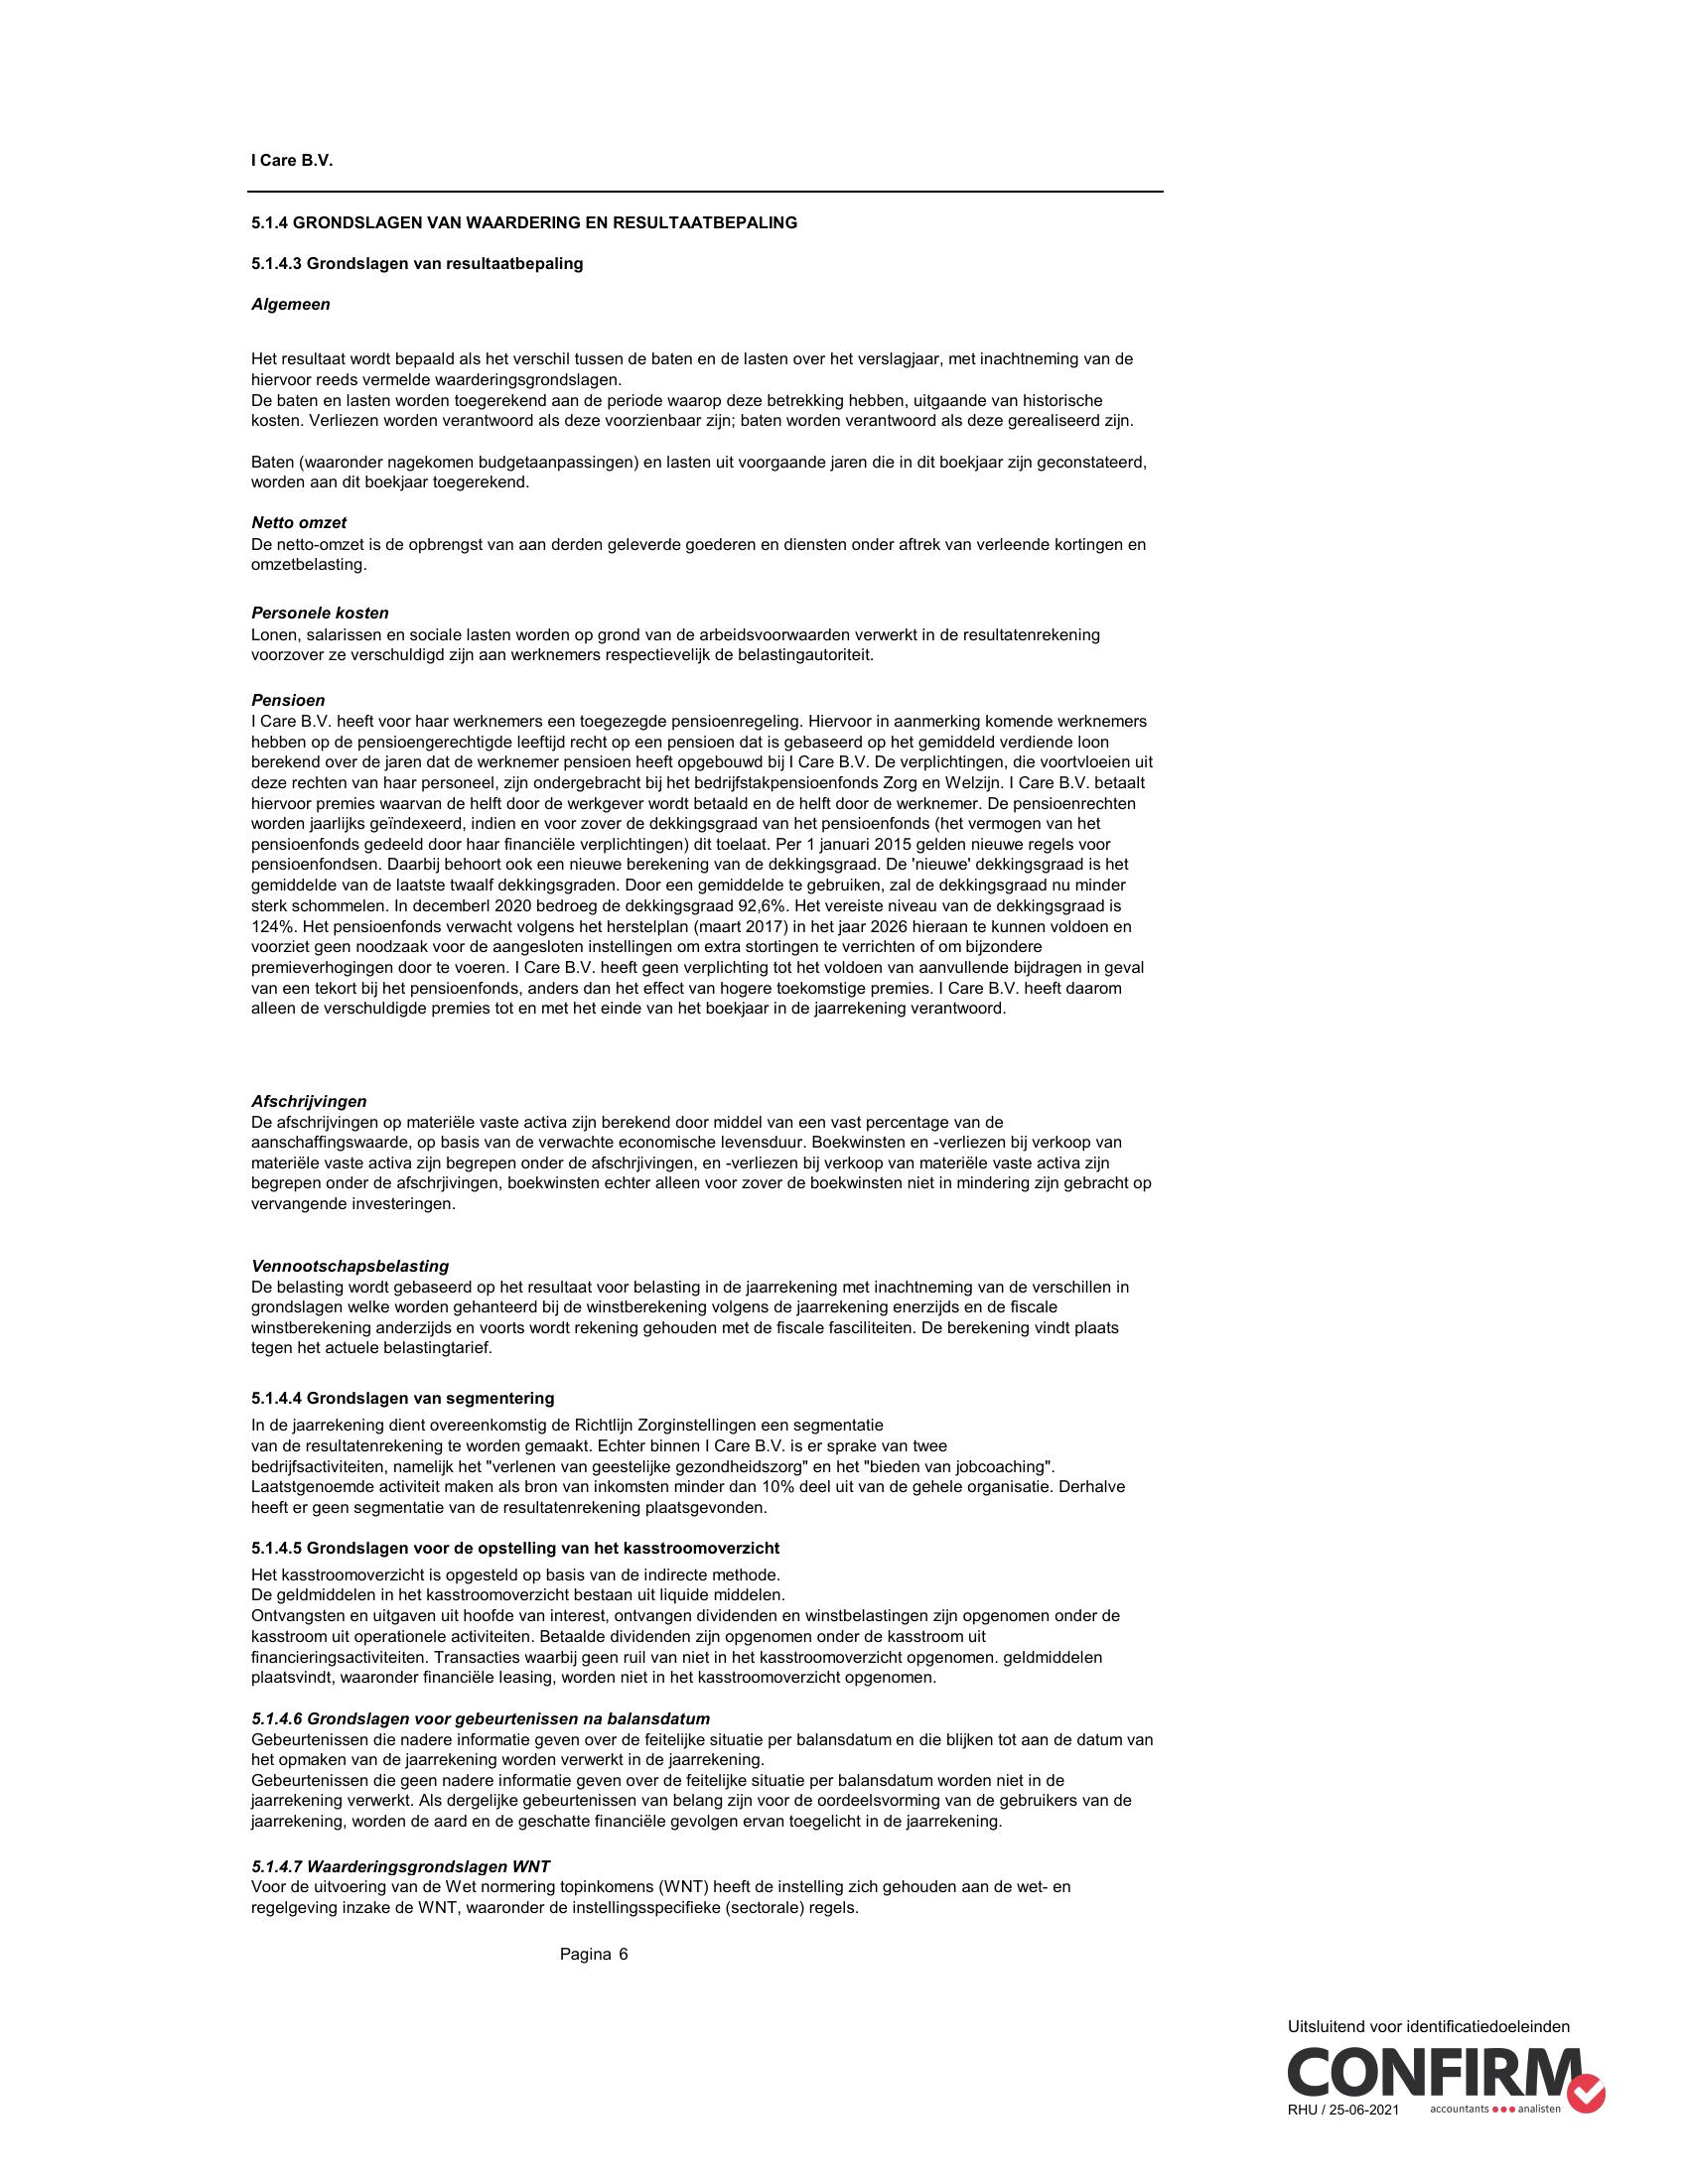 I Care B.V.
5.1.4 GRONDSLAGEN VAN WAARDERING EN RESULTAATBEPALING
5.1.4.3 Grondslagen van resultaatbepaling
Algemeen
Het resultaat wordt bepaald als het verschil tussen de baten en de lasten over het verslagjaar, met inachtneming van de
hiervoor reeds vermelde waarderingsgrondslagen.
De baten en lasten worden toegerekend aan de periode waarop deze betrekking hebben, uitgaande van historische
kosten. Verliezen worden verantwoord als deze voorzienbaar zijn; baten worden verantwoord als deze gerealiseerd zijn.
Baten (waaronder nagekomen budgetaanpassingen) en lasten uit voorgaande jaren die in dit boekjaar zijn geconstateerd,
worden aan dit boekjaar toegerekend.
Netto omzet
De netto-omzet is de opbrengst van aan derden geleverde goederen en diensten onder aftrek van verleende kortingen en
omzetbelasting.
Personele kosten
Lonen, salarissen en sociale lasten worden op grond van de arbeidsvoorwaarden verwerkt in de resultatenrekening
voorzover ze verschuldigd zijn aan werknemers respectievelijk de belastingautoriteit.
Pensioen
I Care B.V. heeft voor haar werknemers een toegezegde pensioenregeling. Hiervoor in aanmerking komende werknemers
hebben op de pensioengerechtigde leeftijd recht op een pensioen dat is gebaseerd op het gemiddeld verdiende loon
berekend over de jaren dat de werknemer pensioen heeft opgebouwd bij I Care B.V. De verplichtingen, die voortvloeien uit
deze rechten van haar personeel, zijn ondergebracht bij het bedrijfstakpensioenfonds Zorg en Welzijn. I Care B.V. betaalt
hiervoor premies waarvan de helft door de werkgever wordt betaald en de helft door de werknemer. De pensioenrechten
worden jaarlijks geïndexeerd, indien en voor zover de dekkingsgraad van het pensioenfonds (het vermogen van het
pensioenfonds gedeeld door haar financiële verplichtingen) dit toelaat. Per 1 januari 2015 gelden nieuwe regels voor
pensioenfondsen. Daarbij behoort ook een nieuwe berekening van de dekkingsgraad. De 'nieuwe' dekkingsgraad is het
gemiddelde van de laatste twaalf dekkingsgraden. Door een gemiddelde te gebruiken, zal de dekkingsgraad nu minder
sterk schommelen. In decemberl 2020 bedroeg de dekkingsgraad 92,6%. Het vereiste niveau van de dekkingsgraad is
124%. Het pensioenfonds verwacht volgens het herstelplan (maart 2017) in het jaar 2026 hieraan te kunnen voldoen en
voorziet geen noodzaak voor de aangesloten instellingen om extra stortingen te verrichten of om bijzondere
premieverhogingen door te voeren. I Care B.V. heeft geen verplichting tot het voldoen van aanvullende bijdragen in geval
van een tekort bij het pensioenfonds, anders dan het effect van hogere toekomstige premies. I Care B.V. heeft daarom
alleen de verschuldigde premies tot en met het einde van het boekjaar in de jaarrekening verantwoord.
Afschrijvingen
De afschrijvingen op materiële vaste activa zijn berekend door middel van een vast percentage van de
aanschaffingswaarde, op basis van de verwachte economische levensduur. Boekwinsten en -verliezen bij verkoop van
materiële vaste activa zijn begrepen onder de afschrjivingen, en -verliezen bij verkoop van materiële vaste activa zijn
begrepen onder de afschrjivingen, boekwinsten echter alleen voor zover de boekwinsten niet in mindering zijn gebracht op
vervangende investeringen.
Vennootschapsbelasting
De belasting wordt gebaseerd op het resultaat voor belasting in de jaarrekening met inachtneming van de verschillen in
grondslagen welke worden gehanteerd bij de winstberekening volgens de jaarrekening enerzijds en de fiscale
winstberekening anderzijds en voorts wordt rekening gehouden met de fiscale fasciliteiten. De berekening vindt plaats
tegen het actuele belastingtarief.
5.1.4.4 Grondslagen van segmentering
In de jaarrekening dient overeenkomstig de Richtlijn Zorginstellingen een segmentatie
van de resultatenrekening te worden gemaakt. Echter binnen I Care B.V. is er sprake van twee
bedrijfsactiviteiten, namelijk het "verlenen van geestelijke gezondheidszorg" en het "bieden van jobcoaching".
Laatstgenoemde activiteit maken als bron van inkomsten minder dan 10% deel uit van de gehele organisatie. Derhalve
heeft er geen segmentatie van de resultatenrekening plaatsgevonden.
5.1.4.5 Grondslagen voor de opstelling van het kasstroomoverzicht
Het kasstroomoverzicht is opgesteld op basis van de indirecte methode.
De geldmiddelen in het kasstroomoverzicht bestaan uit liquide middelen.
Ontvangsten en uitgaven uit hoofde van interest, ontvangen dividenden en winstbelastingen zijn opgenomen onder de
kasstroom uit operationele activiteiten. Betaalde dividenden zijn opgenomen onder de kasstroom uit
financieringsactiviteiten. Transacties waarbij geen ruil van niet in het kasstroomoverzicht opgenomen. geldmiddelen
plaatsvindt, waaronder financiële leasing, worden niet in het kasstroomoverzicht opgenomen.
5.1.4.6 Grondslagen voor gebeurtenissen na balansdatum
Gebeurtenissen die nadere informatie geven over de feitelijke situatie per balansdatum en die blijken tot aan de datum van
het opmaken van de jaarrekening worden verwerkt in de jaarrekening.
Gebeurtenissen die geen nadere informatie geven over de feitelijke situatie per balansdatum worden niet in de
jaarrekening verwerkt. Als dergelijke gebeurtenissen van belang zijn voor de oordeelsvorming van de gebruikers van de
jaarrekening, worden de aard en de geschatte financiële gevolgen ervan toegelicht in de jaarrekening.
5.1.4.7 Waarderingsgrondslagen WNT
Voor de uitvoering van de Wet normering topinkomens (WNT) heeft de instelling zich gehouden aan de wet- en
regelgeving inzake de WNT, waaronder de instellingsspecifieke (sectorale) regels.
Pagina 6
Uitsluitend voor identificatiedoeleinden
CONFIRM
RHU / 25-06-2021 accountants analisten